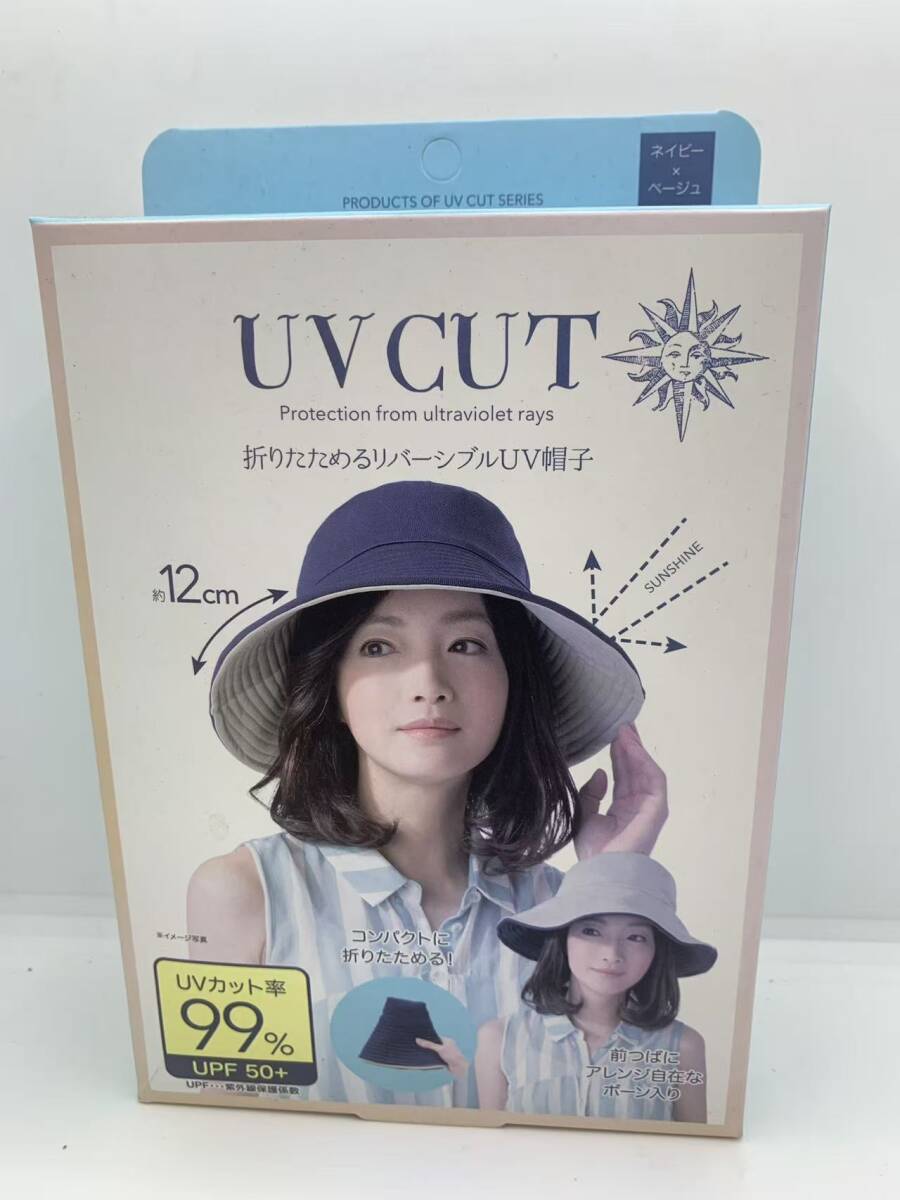 ネイビー
×
ベージュ
PRODUCTS OF UV CUT SERIES
UV CUT
Protection from ultraviolet rays
折りたためるリバーシブルUV帽子
約12cm
SUNSHINE
※イメージ写真
コンパクトに
折りたためる!
UVカット率
99%
UPF 50+
UPF･･･紫外線保護係数
前つばに
アレンジ自在な
ボーン入り